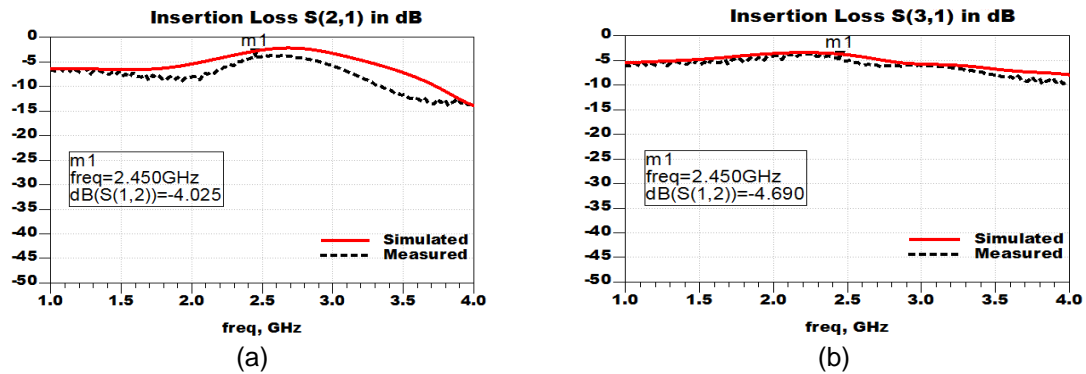 Insertion Loss S(2,1) in dB
m1
0
-5
-10
-15
-20
-25
-30
-35
-40
-45
-50
m1
freq=2.450GHz
dB(S(1,2))=-4.025
Simulated
Measured
1.0 1.5 2.0 2.5 3.0 3.5 4.0
freq, GHz
(a)
Insertion Loss S(3,1) in dB
m1
0
-5
-10
-15
-20
-25
-30
-35
-40
-45
-50
m1
freq=2.450GHz
dB(S(1,2))=-4.690
Simulated
Measured
1.0 1.5 2.0 2.5 3.0 3.5 4.0
freq, GHz
(b)